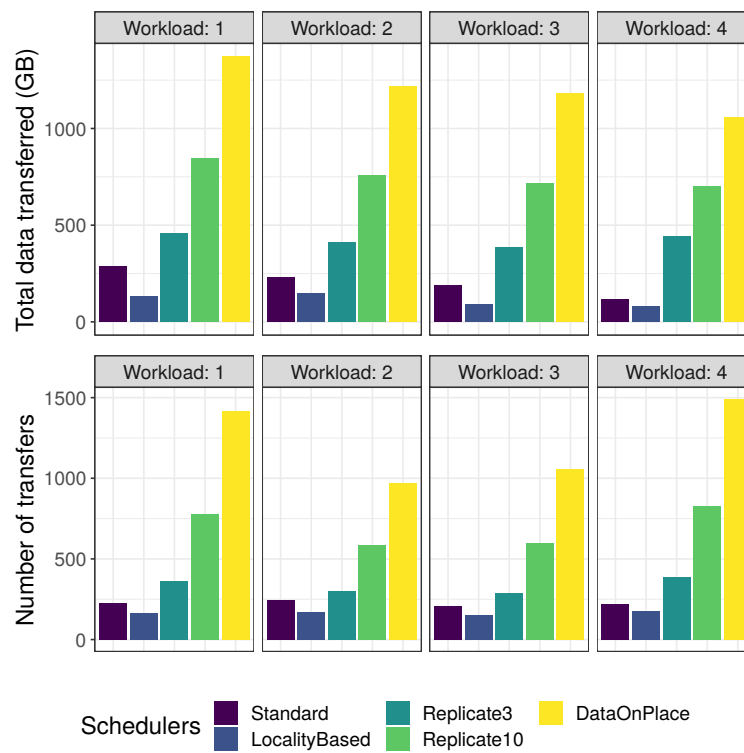 Workload: 1 Workload: 2 Workload: 3 Workload: 4
Total data transferred (GB)
1000
500
0
Workload: 1 Workload: 2 Workload: 3 Workload: 4
Number of transfers
1500
1000
500
0
Schedulers
Standard Replicate3 DataOnPlace
LocalityBased Replicate10